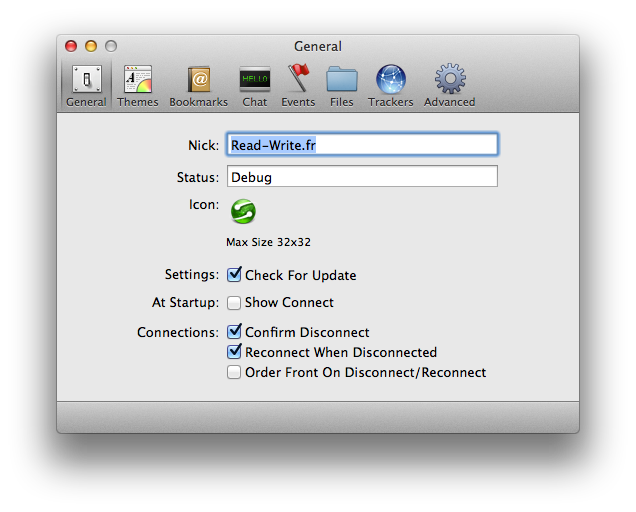 General
General Themes Bookmarks Chat Events Files Trackers Advanced
HELLO
Nick: Read-Write.fr
Status: Debug
Icon:
Max Size 32x32
Settings: Check For Update
At Startup: Show Connect
Connections: Confirm Disconnect
Reconnect When Disconnected
Order Front On Disconnect/Reconnect